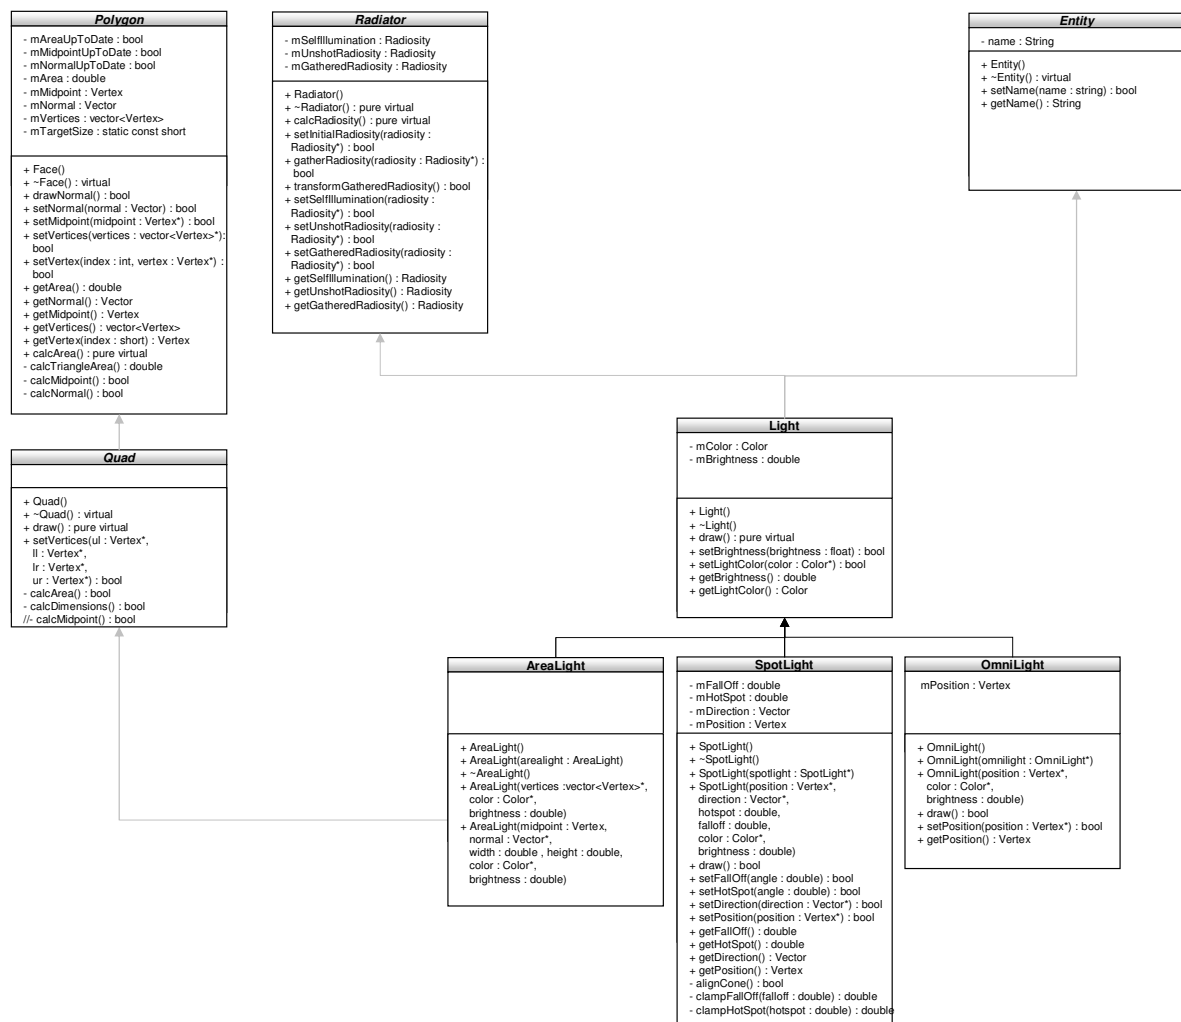 Polygon
- mAreaUpToDate : bool
- mMidpointUpToDate : bool
- mNormalUpToDate : bool
- mArea : double
- mMidpoint : Vertex
- mNormal : Vector
- mVertices : vector<Vertex>
- mTargetSize : static const short
+ Face()
+ ~Face() : virtual
+ drawNormal() : bool
+ setNormal(normal : Vector) : bool
+ setMidpoint(midpoint : Vertex*) : bool
+ setVertices(vertices : vector<Vertex>*):
bool
+ setVertex(index : int, vertex : Vertex*) :
bool
+ getArea() : double
+ getNormal() : Vector
+ getMidpoint() : Vertex
+ getVertices() : vector<Vertex>
+ getVertex(index : short) : Vertex
+ calcArea() : pure virtual
- calcTriangleArea() : double
- calcMidpoint() : bool
- calcNormal() : bool
Radiator
- mSelfIllumination : Radiosity
- mUnshotRadiosity : Radiosity
- mGatheredRadiosity : Radiosity
+ Radiator()
+ ~Radiator() : pure virtual
+ calcRadiosity() : pure virtual
+ setInitialRadiosity(radiosity :
Radiosity*) : bool
+ gatherRadiosity(radiosity : Radiosity*) :
bool
+ transformGatheredRadiosity() : bool
+ setSelfIllumination(radiosity :
Radiosity*) : bool
+ setUnshotRadiosity(radiosity :
Radiosity*) : bool
+ setGatheredRadiosity(radiosity :
Radiosity*) : bool
+ getSelfIllumination() : Radiosity
+ getUnshotRadiosity() : Radiosity
+ getGatheredRadiosity() : Radiosity
Entity
- name : String
+ Entity()
+ ~Entity() : virtual
+ setName(name : string) : bool
+ getName() : String
Quad
+ Quad()
+ ~Quad() : virtual
+ draw() : pure virtual
+ setVertices(ul : Vertex*,
ll : Vertex*,
lr : Vertex*,
ur : Vertex*) : bool
- calcArea() : bool
- calcDimensions() : bool
//- calcMidpoint() : bool
Light
- mColor : Color
- mBrightness : double
+ Light()
+ ~Light()
+ draw() : pure virtual
+ setBrightness(brightness : float) : bool
+ setLightColor(color : Color*) : bool
+ getBrightness() : double
+ getLightColor() : Color
AreaLight
+ AreaLight()
+ AreaLight(arealight : AreaLight)
+ ~AreaLight()
+ AreaLight(vertices :vector<Vertex>*,
color : Color*,
brightness : double)
+ AreaLight(midpoint : Vertex,
normal : Vector*,
width : double , height : double,
color : Color*,
brightness : double)
SpotLight
- mFallOff : double
- mHotSpot : double
- mDirection : Vector
- mPosition : Vertex
+ SpotLight()
+ ~SpotLight()
+ SpotLight(spotlight : SpotLight*)
+ SpotLight(position : Vertex*,
direction : Vector*,
hotspot : double,
falloff : double,
color : Color*,
brightness : double)
+ draw() : bool
+ setFallOff(angle : double) : bool
+ setHotSpot(angle : double) : bool
+ setDirection(direction : Vector*) : bool
+ setPosition(position : Vertex*) : bool
+ getFallOff() : double
+ getHotSpot() : double
+ getDirection() : Vector
+ getPosition() : Vertex
- alignCone() : bool
- clampFallOff(falloff : double) : double
- clampHotSpot(hotspot : double) : double
OmniLight
mPosition : Vertex
+ OmniLight()
+ OmniLight(omnilight : OmniLight*)
+ OmniLight(position : Vertex*,
color : Color*,
brightness : double)
+ draw() : bool
+ setPosition(position : Vertex*) : bool
+ getPosition() : Vertex